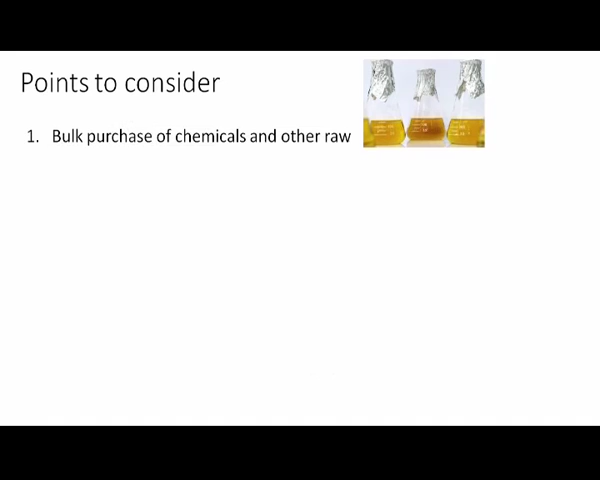 Points to consider
1. Bulk purchase of chemicals and other raw